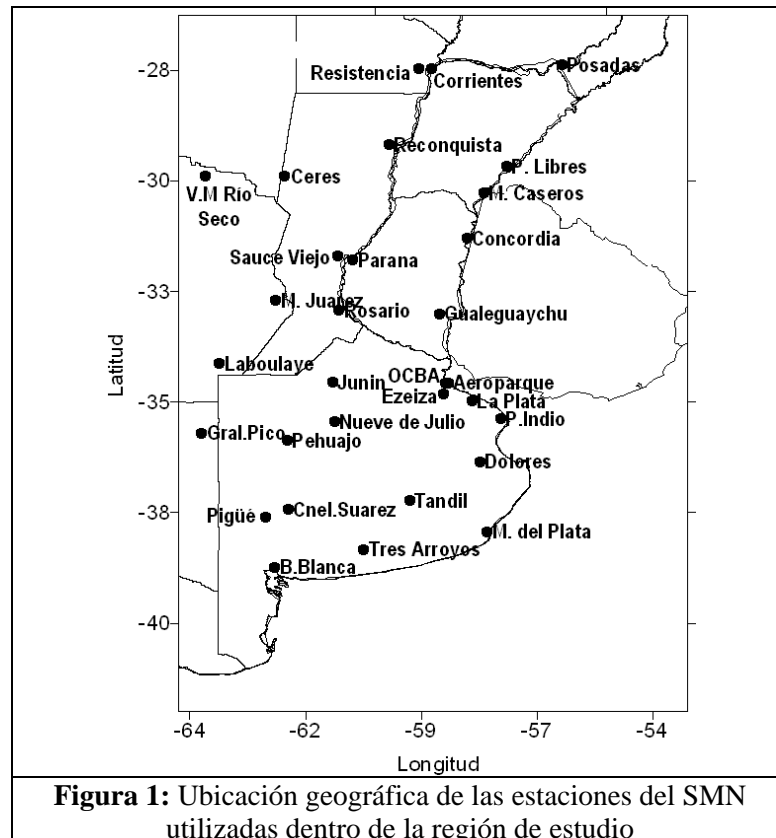 -28
Resistencia
Corrientes
Posadas
Reconquista
P. Libres
-30
Ceres
V.M Río
Seco
M. Caseros
Concordia
Sauce Viejo
Parana
-33
M. Juarez
Rosario
Gualeguaychu
Latitud
Laboulaye
Junin
OCBA
Aeroparque
Ezeiza
La Plata
-35
P.Indio
Nueve de Julio
Gral.Pico
Pehuajo
Dolores
Tandil
Cnel.Suarez
Pigüé
-38
M. del Plata
Tres Arroyos
B.Blanca
-40
-64 -62 -59 -57 -54
Longitud
Figura 1: Ubicación geográfica de las estaciones del SMN
utilizadas dentro de la región de estudio